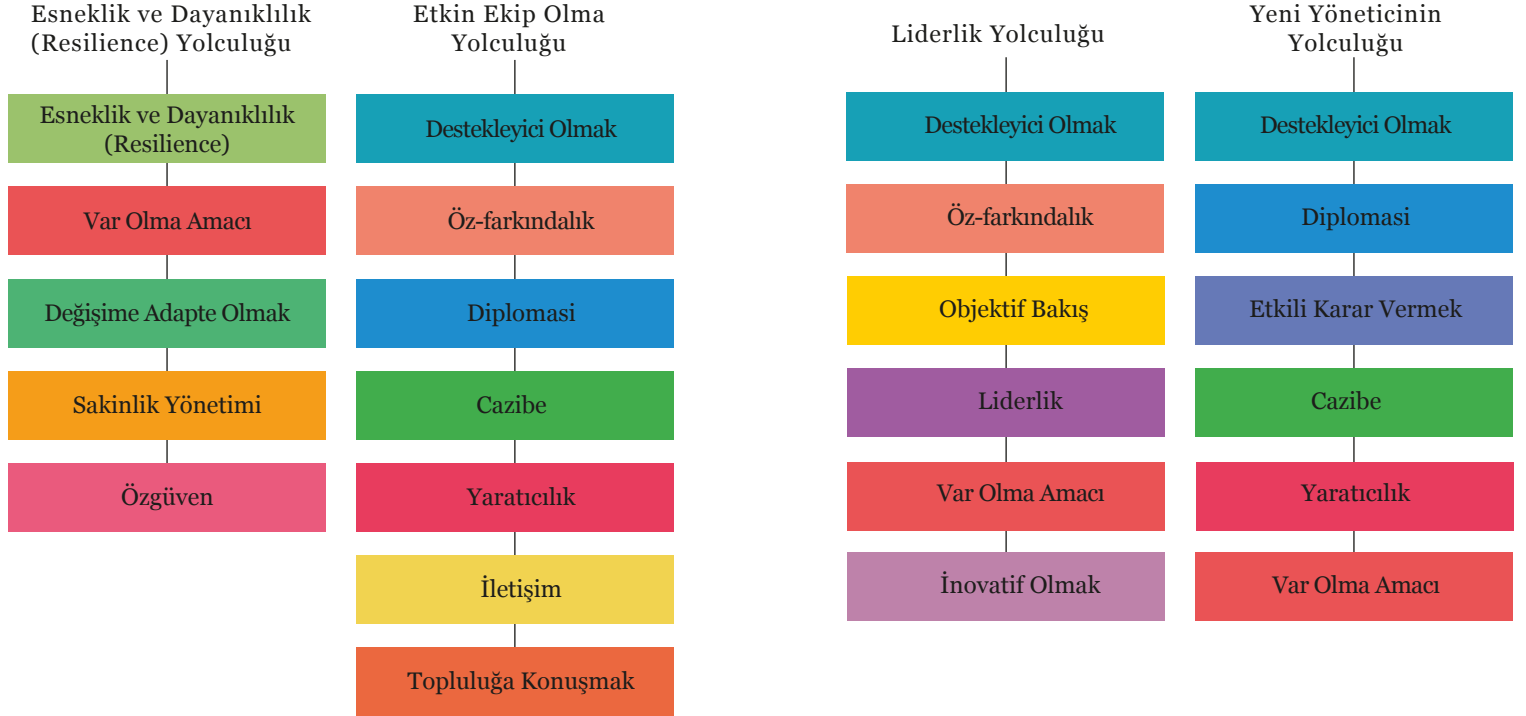 Esneklik ve Dayanıklılık
(Resilience) Yolculuğu
Esneklik ve Dayanıklılık
(Resilience)
Var Olma Amacı
Değişime Adapte Olmak
Sakinlik Yönetimi
Özgüven
Etkin Ekip Olma
Yolculuğu
Destekleyici Olmak
Öz-farkındalık
Diplomasi
Cazibe
Yaratıcılık
İletişim
Topluluğa Konuşmak
Liderlik Yolculuğu
Destekleyici Olmak
Öz-farkındalık
Objektif Bakış
Liderlik
Var Olma Amacı
İnovatif Olmak
Yeni Yöneticinin
Yolculuğu
Destekleyici Olmak
Diplomasi
Etkili Karar Vermek
Cazibe
Yaratıcılık
Var Olma Amacı